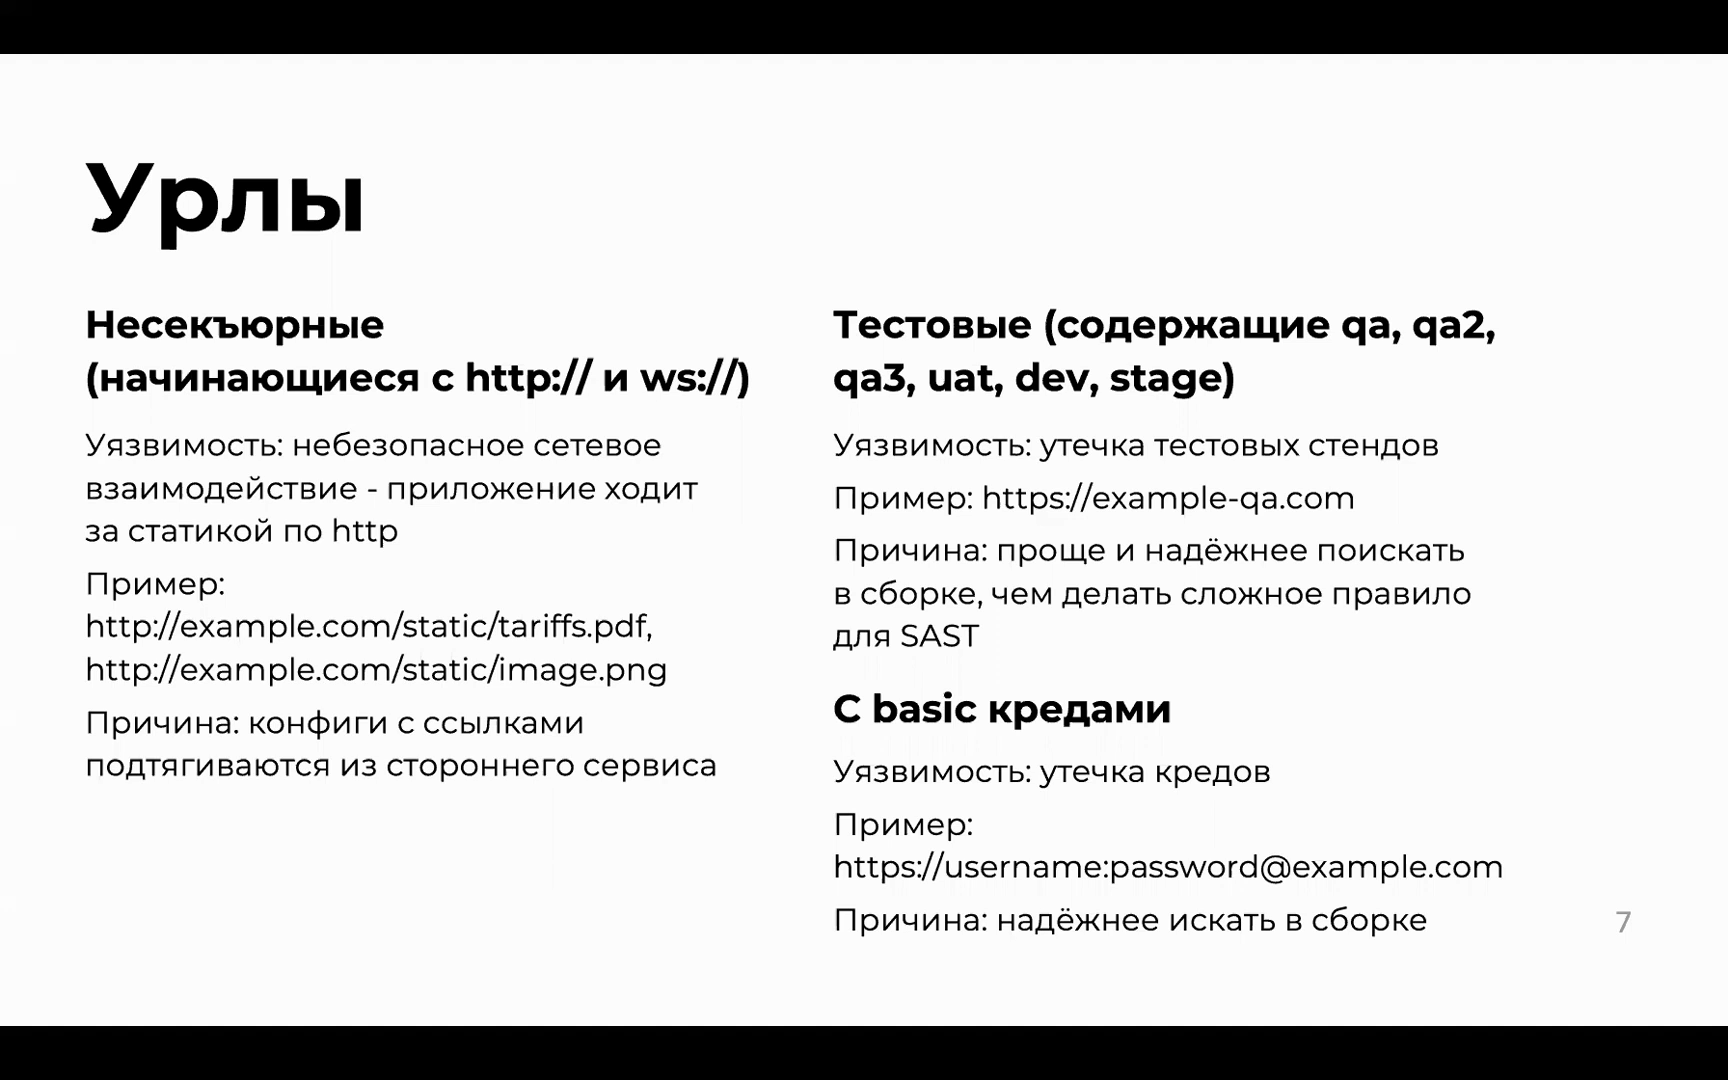 Урлы
Несекъюрные
(начинающиеся с http:// и ws://)
Уязвимость: небезопасное сетевое
взаимодействие - приложение ходит
за статикой по http
Пример:
http://example.com/static/tariffs.pdf,
http://example.com/static/image.png
Причина: конфиги с ссылками
подтягиваются из стороннего сервиса
Тестовые (содержащие qa, qa2,
qa3, uat, dev, stage)
Уязвимость: утечка тестовых стендов
Пример: https://example-qa.com
Причина: проще и надёжнее поискать
в сборке, чем делать сложное правило
для SAST
С basic кредами
Уязвимость: утечка кредов
Пример:
https://username:password@example.com
Причина: надёжнее искать в сборке
7